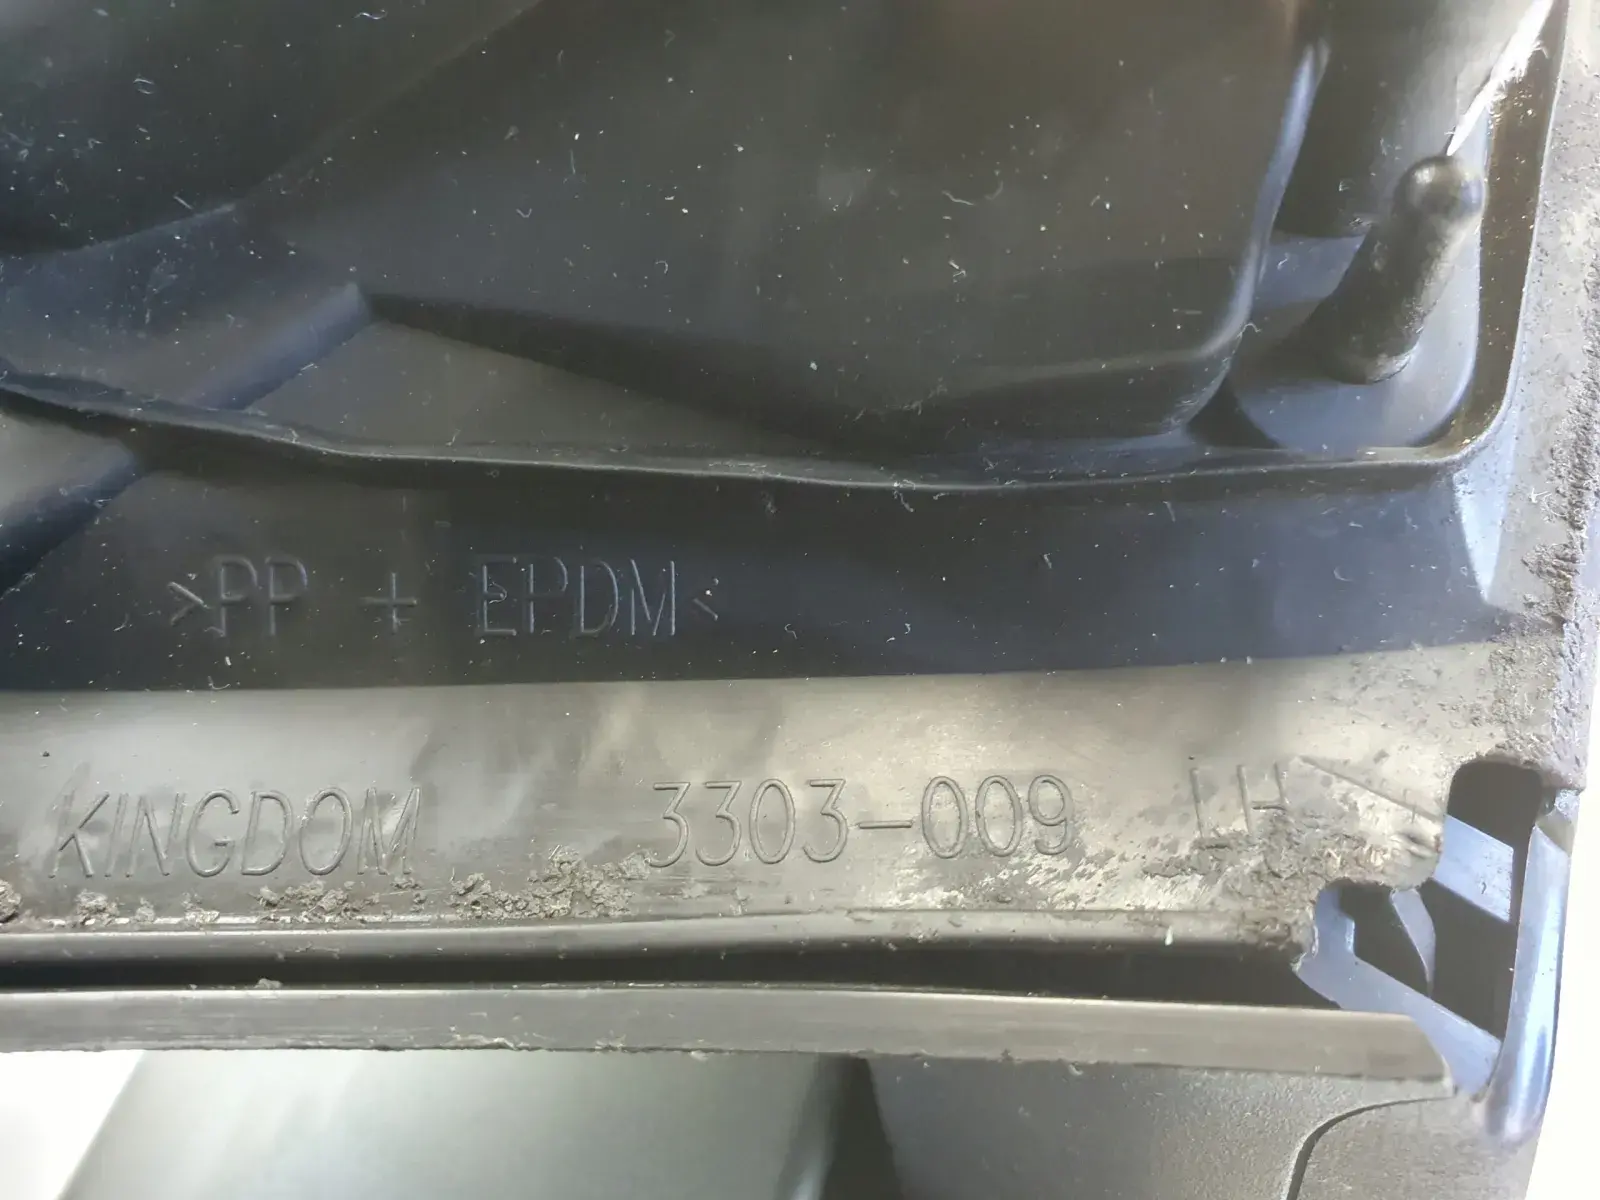 >PP + EPDM<
KINGDOM 3303-009 LH